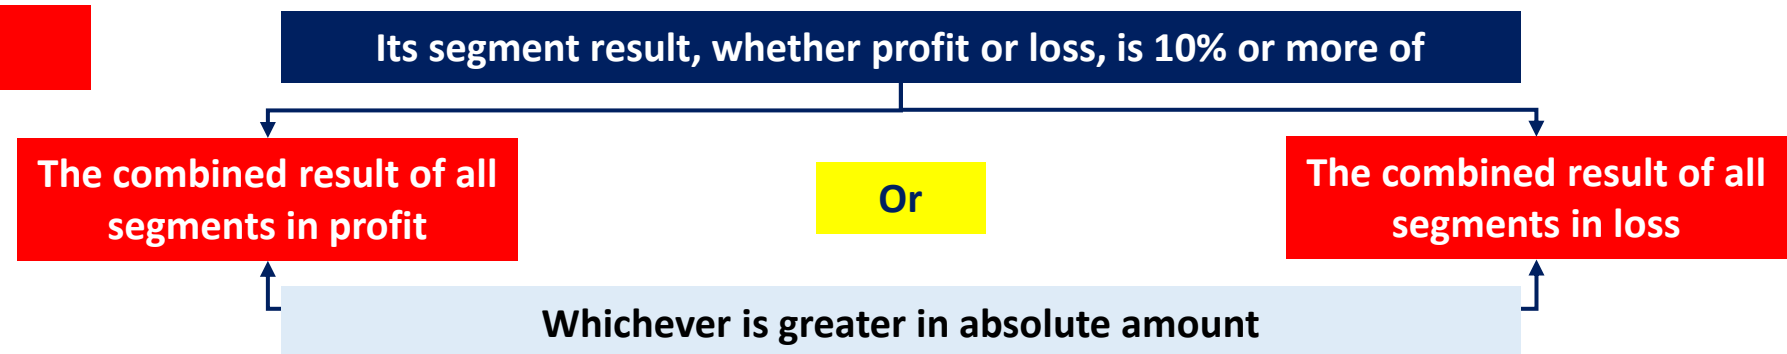 Its segment result, whether profit or loss, is 10% or more of
The combined result of all
segments in profit
Or
The combined result of all
segments in loss
Whichever is greater in absolute amount